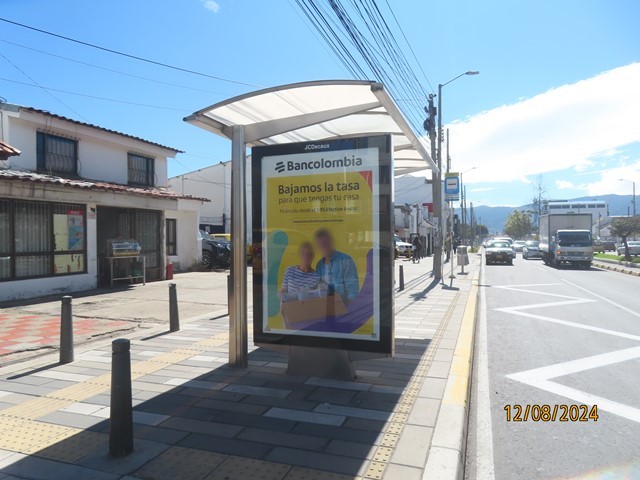 JCDecaux
Bancolombia
Bajamos la tasa
para que tengas tu casa
12/08/2024